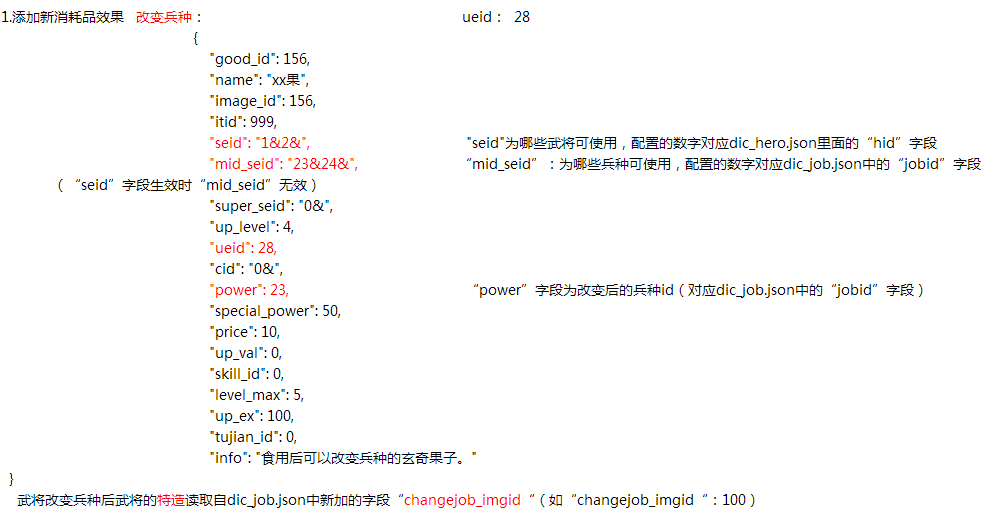 1.添加新消耗品效果 改变兵种： ueid： 28
{
"good_id": 156,
"name": "xx果",
"image_id": 156,
"itid": 999,
"seid": "1&2&", "seid"为哪些武将可使用，配置的数字对应dic_hero.json里面的“hid”字段
"mid_seid": "23&24&", “mid_seid” ：为哪些兵种可使用，配置的数字对应dic_job.json中的“jobid”字段
（“seid”字段生效时“mid_seid”无效）
"super_seid": "0&",
"up_level": 4,
"ueid": 28,
"cid": "0&",
"power": 23, “power”字段为改变后的兵种id（对应dic_job.json中的“jobid”字段）
"special_power": 50,
"price": 10,
"up_val": 0,
"skill_id": 0,
"level_max": 5,
"up_ex": 100,
"tujian_id": 0,
"info": "食用后可以改变兵种的玄奇果子。"
}
武将改变兵种后武将的特造读取自dic_job.json中新加的字段“changejob_imgid“（如“changejob_imgid“：100）